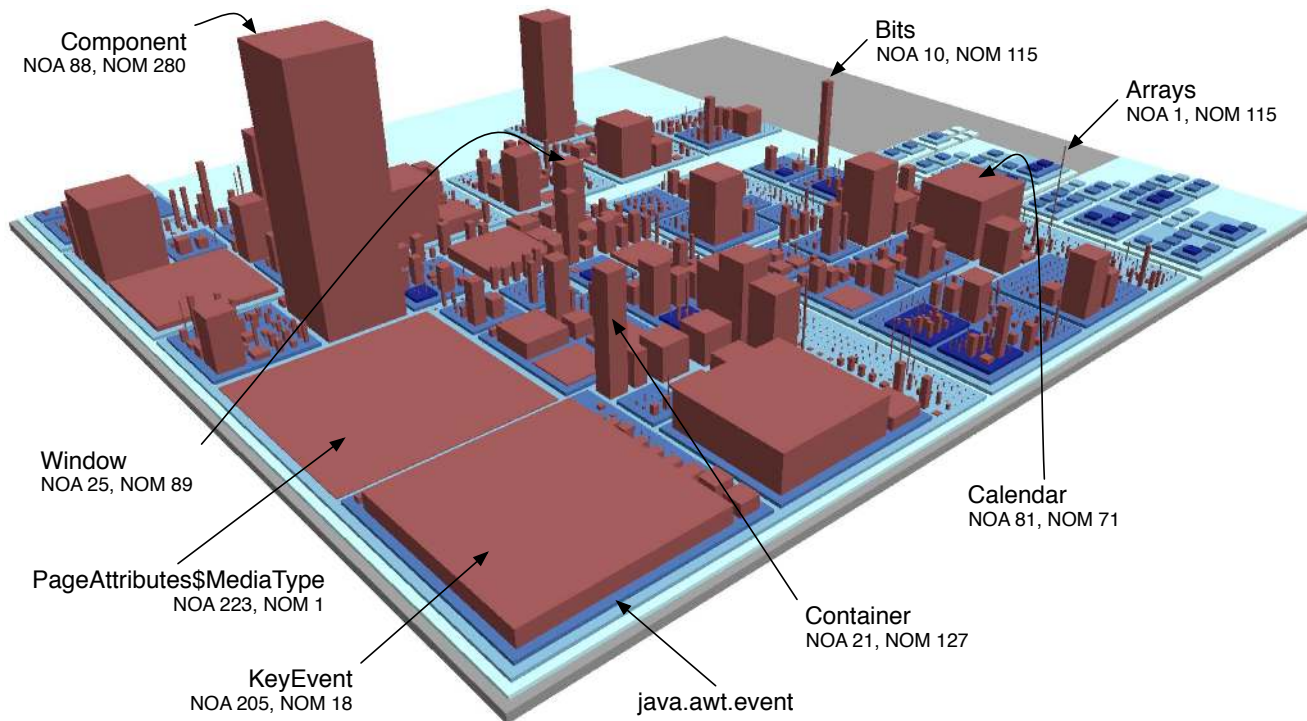 Component
NOA 88, NOM 280
Bits
NOA 10, NOM 115
Arrays
NOA 1, NOM 115
Window
NOA 25, NOM 89
Calendar
NOA 81, NOM 71
PageAttributes$MediaType
NOA 223, NOM 1
Container
NOA 21, NOM 127
KeyEvent
NOA 205, NOM 18
java.awt.event